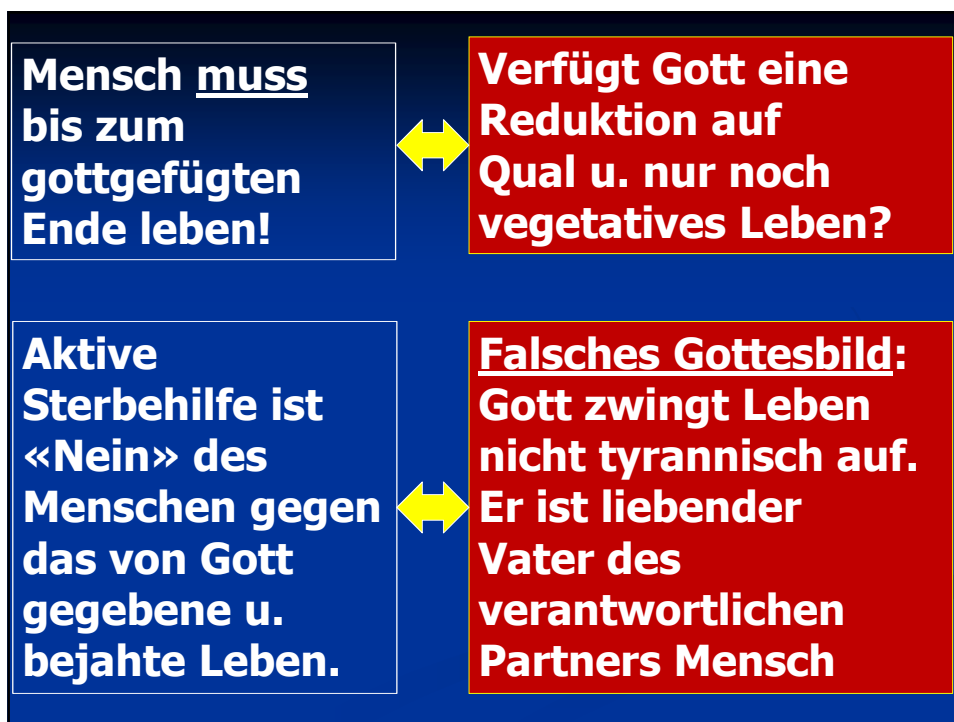 Mensch muss
bis zum
gottgefügten
Ende leben!
Verfügt Gott eine
Reduktion auf
Qual u. nur noch
vegetatives Leben?
Aktive
Sterbehilfe ist
«Nein» des
Menschen gegen
das von Gott
gegebene u.
bejahte Leben.
Falsches Gottesbild:
Gott zwingt Leben
nicht tyrannisch auf.
Er ist liebender
Vater des
verantwortlichen
Partners Mensch